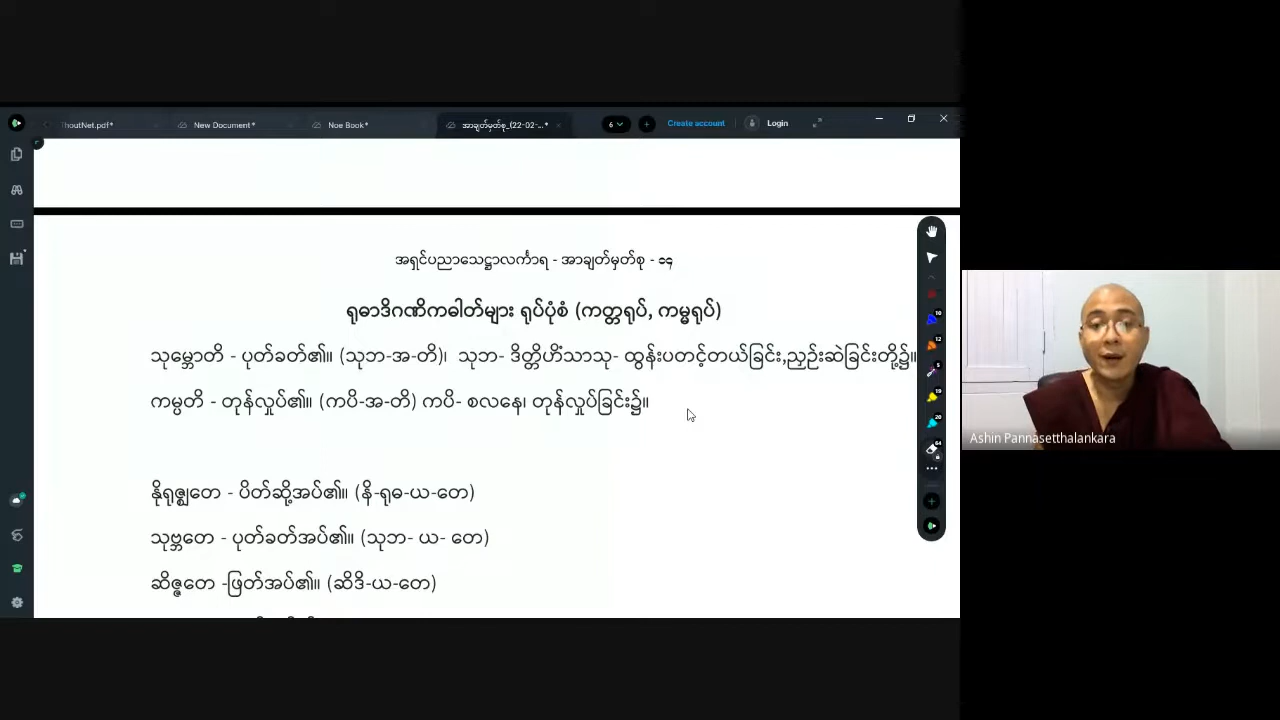 New Document*
Noe Book*
6
Create account
Login
အရှင်ပညာသေဋ္ဌာလင်္ကာရ - အာချတ်မှတ်စု - ၁၄
ရုဓာဒိဂဏိကဓါတ်များ ရုပ်ပုံစံ (ကတ္တရုပ်, ကမ္မရုပ်)
သုမ္ဘောတိ - ပုတ်ခတ်၏။ (သုဘ-အ-တိ)၊ သုဘ- ဒိတ္တိဟိံသာသု- ထွန်းပတင့်တယ်ခြင်း,ညှဉ်းဆဲခြင်းတို့၌။
ကမ္ပတိ - တုန်လှုပ်၏။ (ကပိ-အ-တိ) ကပိ- စလနေ၊ တုန်လှုပ်ခြင်း၌။
နိုရုဇ္ဈတေ - ပိတ်ဆို့အပ်၏။ (နိ-ရုဓ-ယ-တေ)
သုဗ္ဘတေ - ပုတ်ခတ်အပ်၏။ (သုဘ- ယ- တေ)
ဆိဇ္ဇတေ -ဖြတ်အပ်၏။ (ဆိဒိ-ယ-တေ)
Ashin Pannasetthalankara